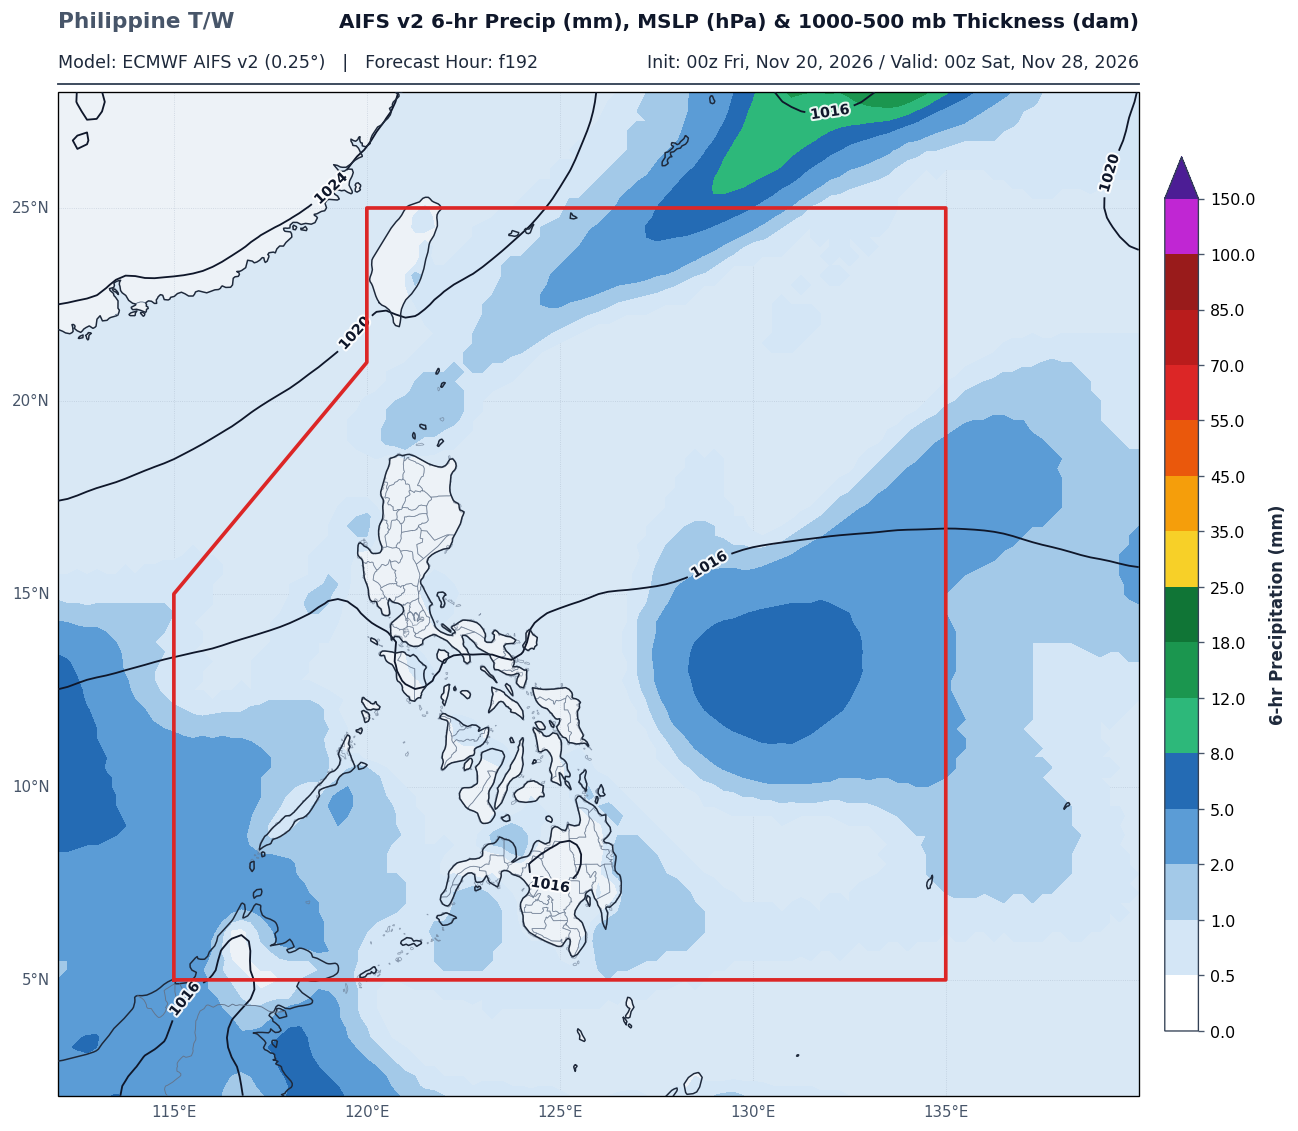 Philippine T/W
AIFS v2 6-hr Precip (mm), MSLP (hPa) & 1000-500 mb Thickness (dam)
Model: ECMWF AIFS v2 (0.25°) | Forecast Hour: f192
Init: 00z Fri, Nov 20, 2026 / Valid: 00z Sat, Nov 28, 2026
1016
1020
1024
1020
1016
1016
1016
25°N
20°N
15°N
10°N
5°N
115°E
120°E
125°E
130°E
135°E
150.0
100.0
85.0
70.0
55.0
45.0
35.0
25.0
18.0
12.0
8.0
5.0
2.0
1.0
0.5
0.0
6-hr Precipitation (mm)